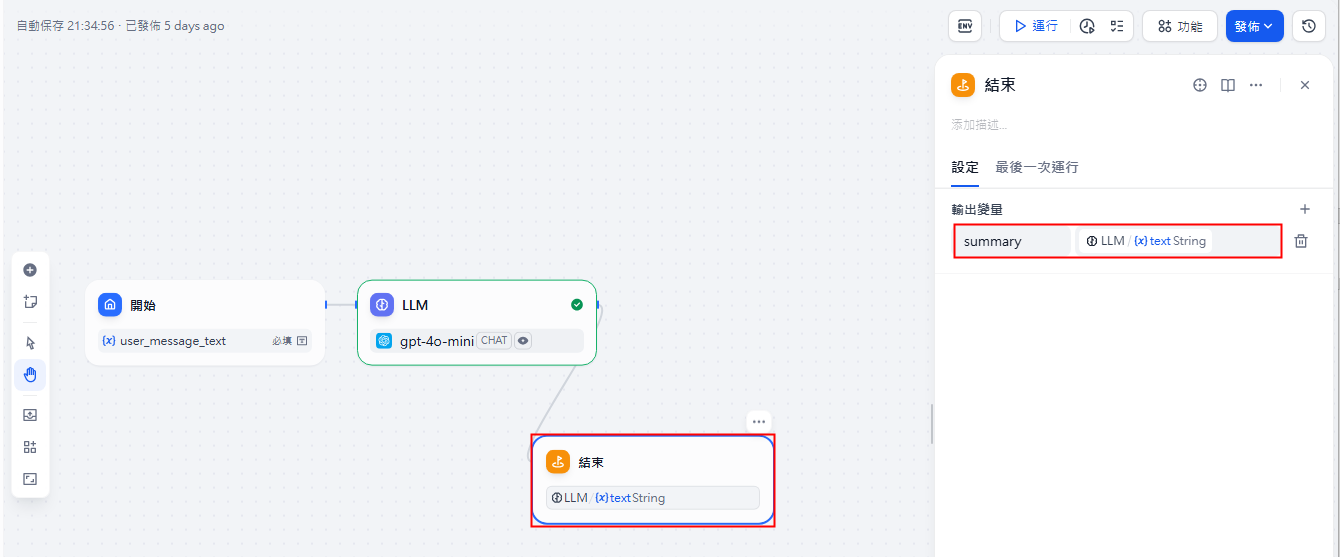 自動保存 21:34:56 · 已發佈 5 days ago
ENV
運行
功能
發佈
結束
添加描述...
設定 最後一次運行
輸出變量
summary LLM / {x} text String
開始
{x} user_message_text 必填
LLM
gpt-4o-mini CHAT
結束
LLM / {x} text String